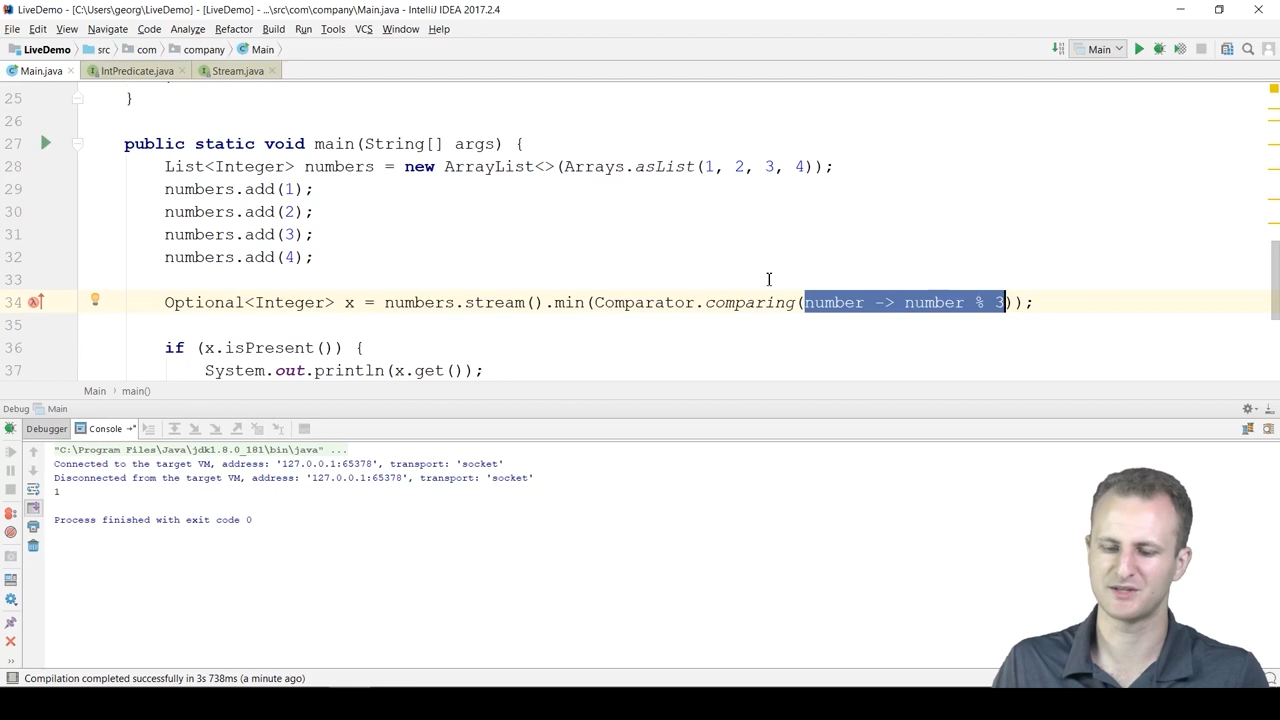 LiveDemo - [C:\Users\georg\LiveDemo] - [LiveDemo] - ...\src\com\company\Main.java - IntelliJ IDEA 2017.2.4
File Edit View Navigate Code Analyze Refactor Build Run Tools VCS Window Help
LiveDemo src com company Main Main
Main.java IntPredicate.java Stream.java
25 }
26
27 public static void main(String[] args) {
28 List<Integer> numbers = new ArrayList<>(Arrays.asList(1, 2, 3, 4));
29 numbers.add(1);
30 numbers.add(2);
31 numbers.add(3);
32 numbers.add(4);
33
34 Optional<Integer> x = numbers.stream().min(Comparator.comparing(number -> number % 3));
35
36 if (x.isPresent()) {
37 System.out.println(x.get());
Main main()
Debug Main
Debugger Console
"C:\Program Files\Java\jdk1.8.0_181\bin\java" ...
Connected to the target VM, address: '127.0.0.1:65378', transport: 'socket'
Disconnected from the target VM, address: '127.0.0.1:65378', transport: 'socket'
1
Process finished with exit code 0
Compilation completed successfully in 3s 738ms (a minute ago)